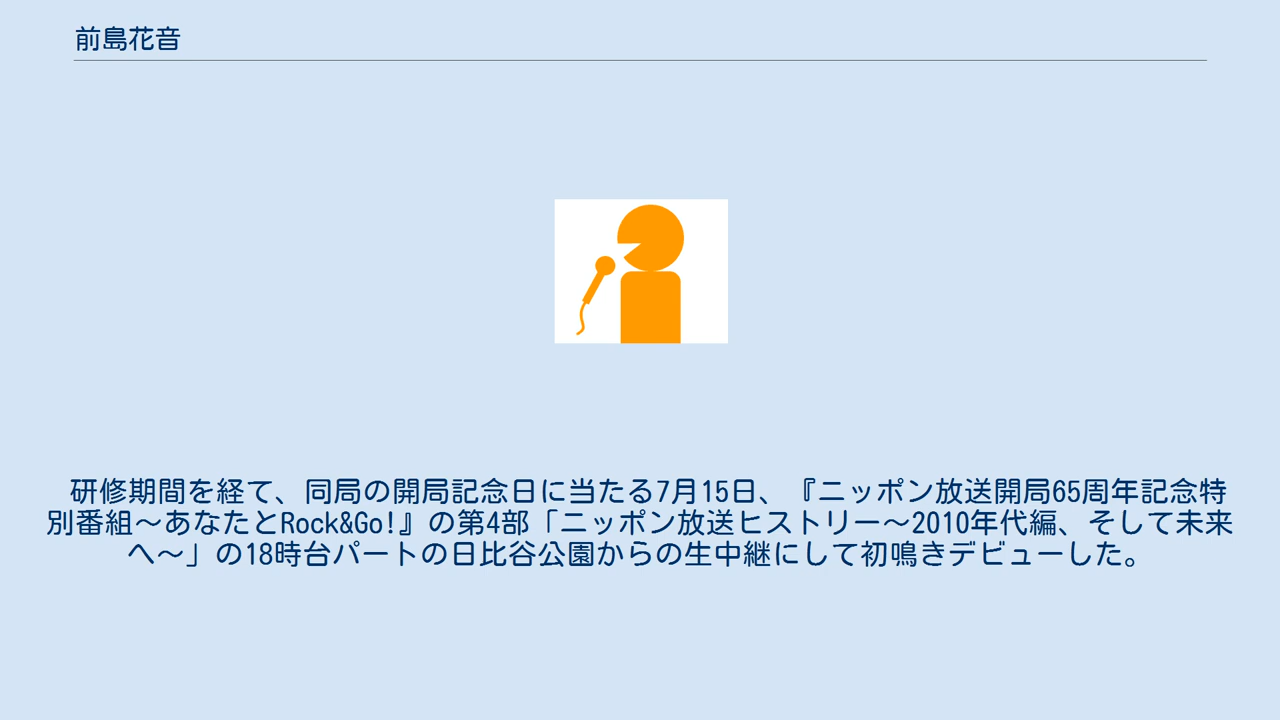 前島花音
研修期間を経て、同局の開局記念日に当たる7月15日、『ニッポン放送開局65周年記念特
別番組〜あなたとRock&Go!』の第4部「ニッポン放送ヒストリー〜2010年代編、そして未来
へ〜」の18時台パートの日比谷公園からの生中継にして初鳴きデビューした。